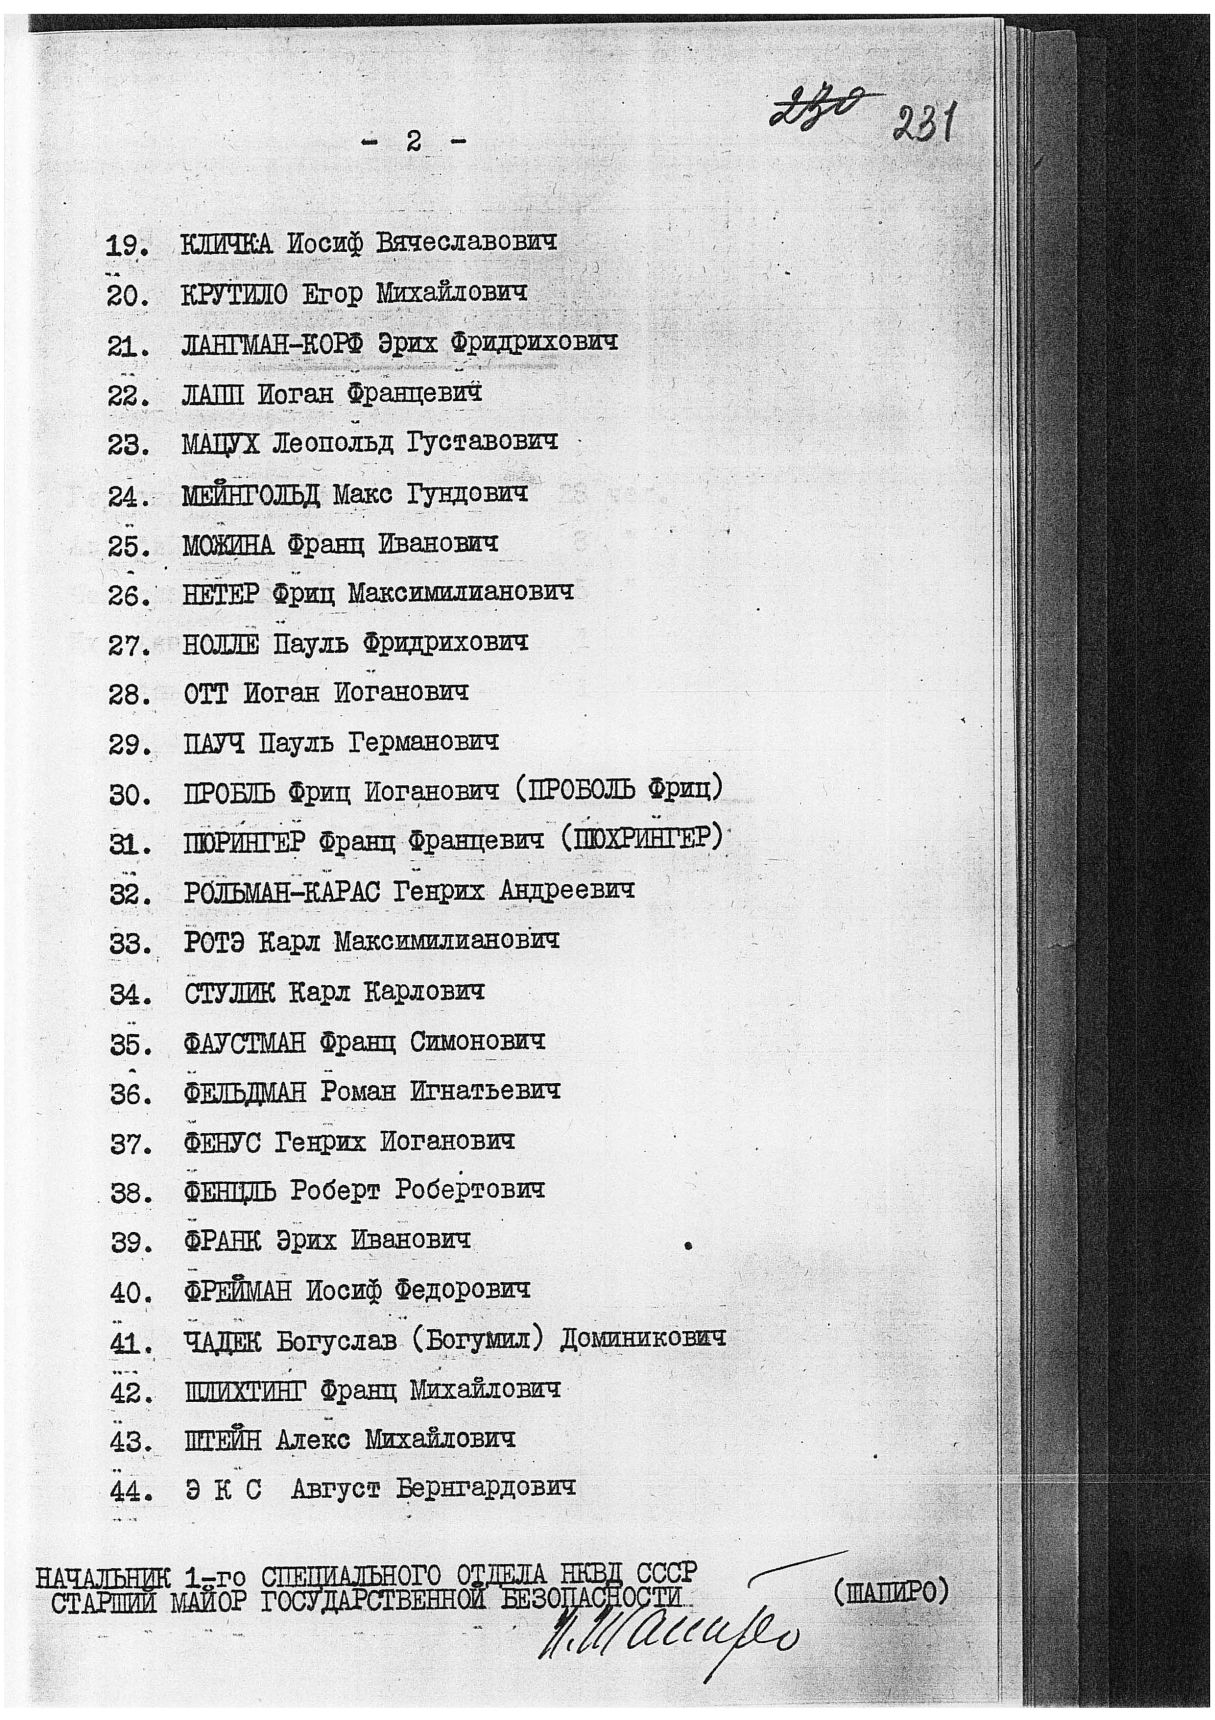 230 231
- 2 -
19. КЛИЧКА Иосиф Вячеславович
20. КРУТИЛО Егор Михайлович
21. ЛАНГМАН-КОРФ Эрих Фридрихович
22. ЛАПП Иоган Францевич
23. МАЦУХ Леопольд Густавович
24. МЕЙНГОЛЬД Макс Гундович
25. МОЖИНА Франц Иванович
26. НЕТЕР Фриц Максимилианович
27. НОЛЛЕ Пауль Фридрихович
28. ОТТ Иоган Иоганович
29. ПАУЧ Пауль Германович
30. ПРОБЛЬ Фриц Иоганович (ПРОБОЛЬ Фриц)
31. ПЮРИНГЕР Франц Францевич (ПЮХРИНГЕР)
32. РОЛЬМАН-КАРАС Генрих Андреевич
33. РОТЭ Карл Максимилианович
34. СТУЛИК Карл Карлович
35. ФАУСТМАН Франц Симонович
36. ФЕЛЬДМАН Роман Игнатьевич
37. ФЕНУС Генрих Иоганович
38. ФЕНЦЛЬ Роберт Робертович
39. ФРАНК Эрих Иванович
40. ФРЕЙМАН Иосиф Федорович
41. ЧАДЕК Богуслав (Богумил) Доминикович
42. ШЛИХТИНГ Франц Михайлович
43. ШТЕЙН Алекс Михайлович
44. Э К С Август Бернгардович
НАЧАЛЬНИК 1-го СПЕЦИАЛЬНОГО ОТДЕЛА НКВД СССР
СТАРШИЙ МАЙОР ГОСУДАРСТВЕННОЙ БЕЗОПАСНОСТИ (ШАПИРО)
И. Шапиро